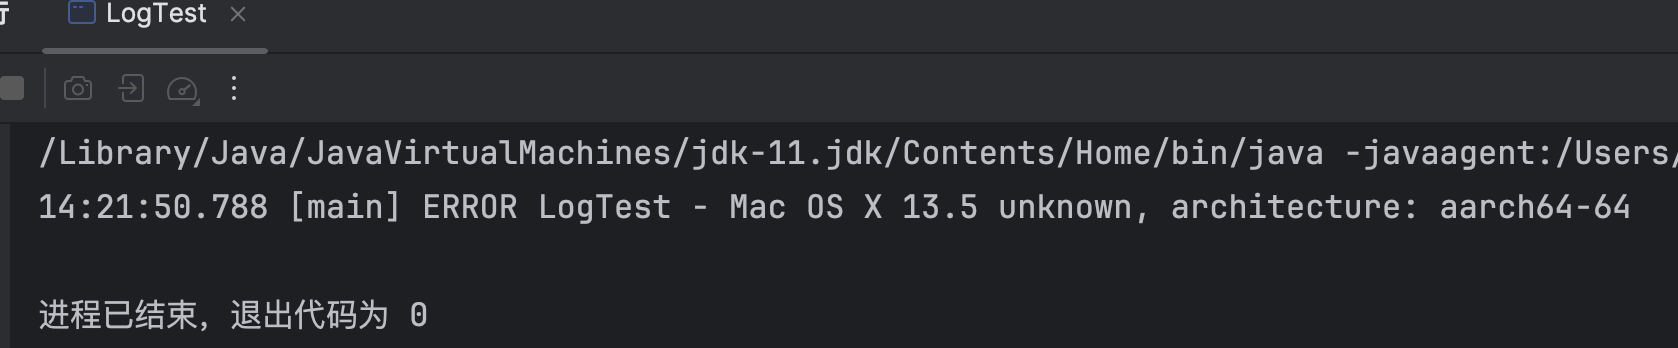 LogTest
/Library/Java/JavaVirtualMachines/jdk-11.jdk/Contents/Home/bin/java -javaagent:/Users/
14:21:50.788 [main] ERROR LogTest - Mac OS X 13.5 unknown, architecture: aarch64-64
进程已结束，退出代码为 0